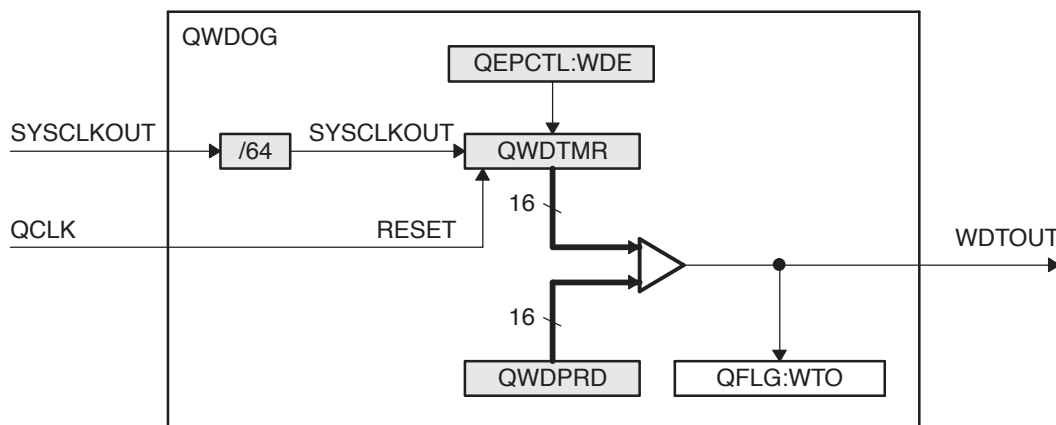 QWDOG
QEPCTL:WDE
SYSCLKOUT
/64
SYSCLKOUT
QWDTMR
16
QCLK
RESET
WDTOUT
16
QWDPRD
QFLG:WTO